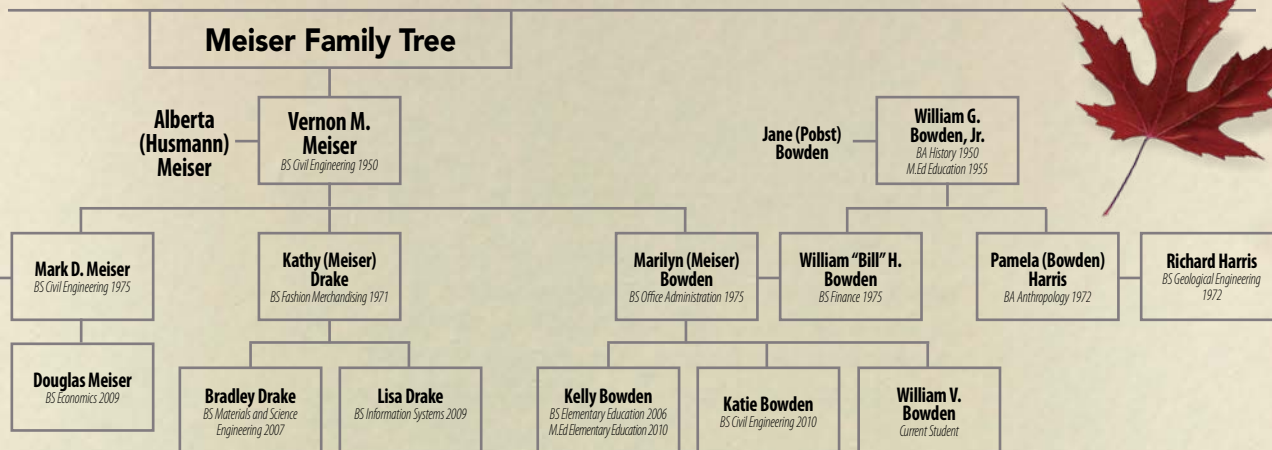 Meiser Family Tree
Alberta
(Husmann)
Meiser
Vernon M.
Meiser
BS Civil Engineering 1950
Jane (Pobst)
Bowden
William G.
Bowden, Jr.
BA History 1950
M.Ed Education 1955
Mark D. Meiser
BS Civil Engineering 1975
Kathy (Meiser)
Drake
BS Fashion Merchandising 1971
Marilyn (Meiser)
Bowden
BS Office Administration 1975
William “Bill” H.
Bowden
BS Finance 1975
Pamela (Bowden)
Harris
BA Anthropology 1972
Richard Harris
BS Geological Engineering
1972
Douglas Meiser
BS Economics 2009
Bradley Drake
BS Materials and Science
Engineering 2007
Lisa Drake
BS Information Systems 2009
Kelly Bowden
BS Elementary Education 2006
M.Ed Elementary Education 2010
Katie Bowden
BS Civil Engineering 2010
William V.
Bowden
Current Student